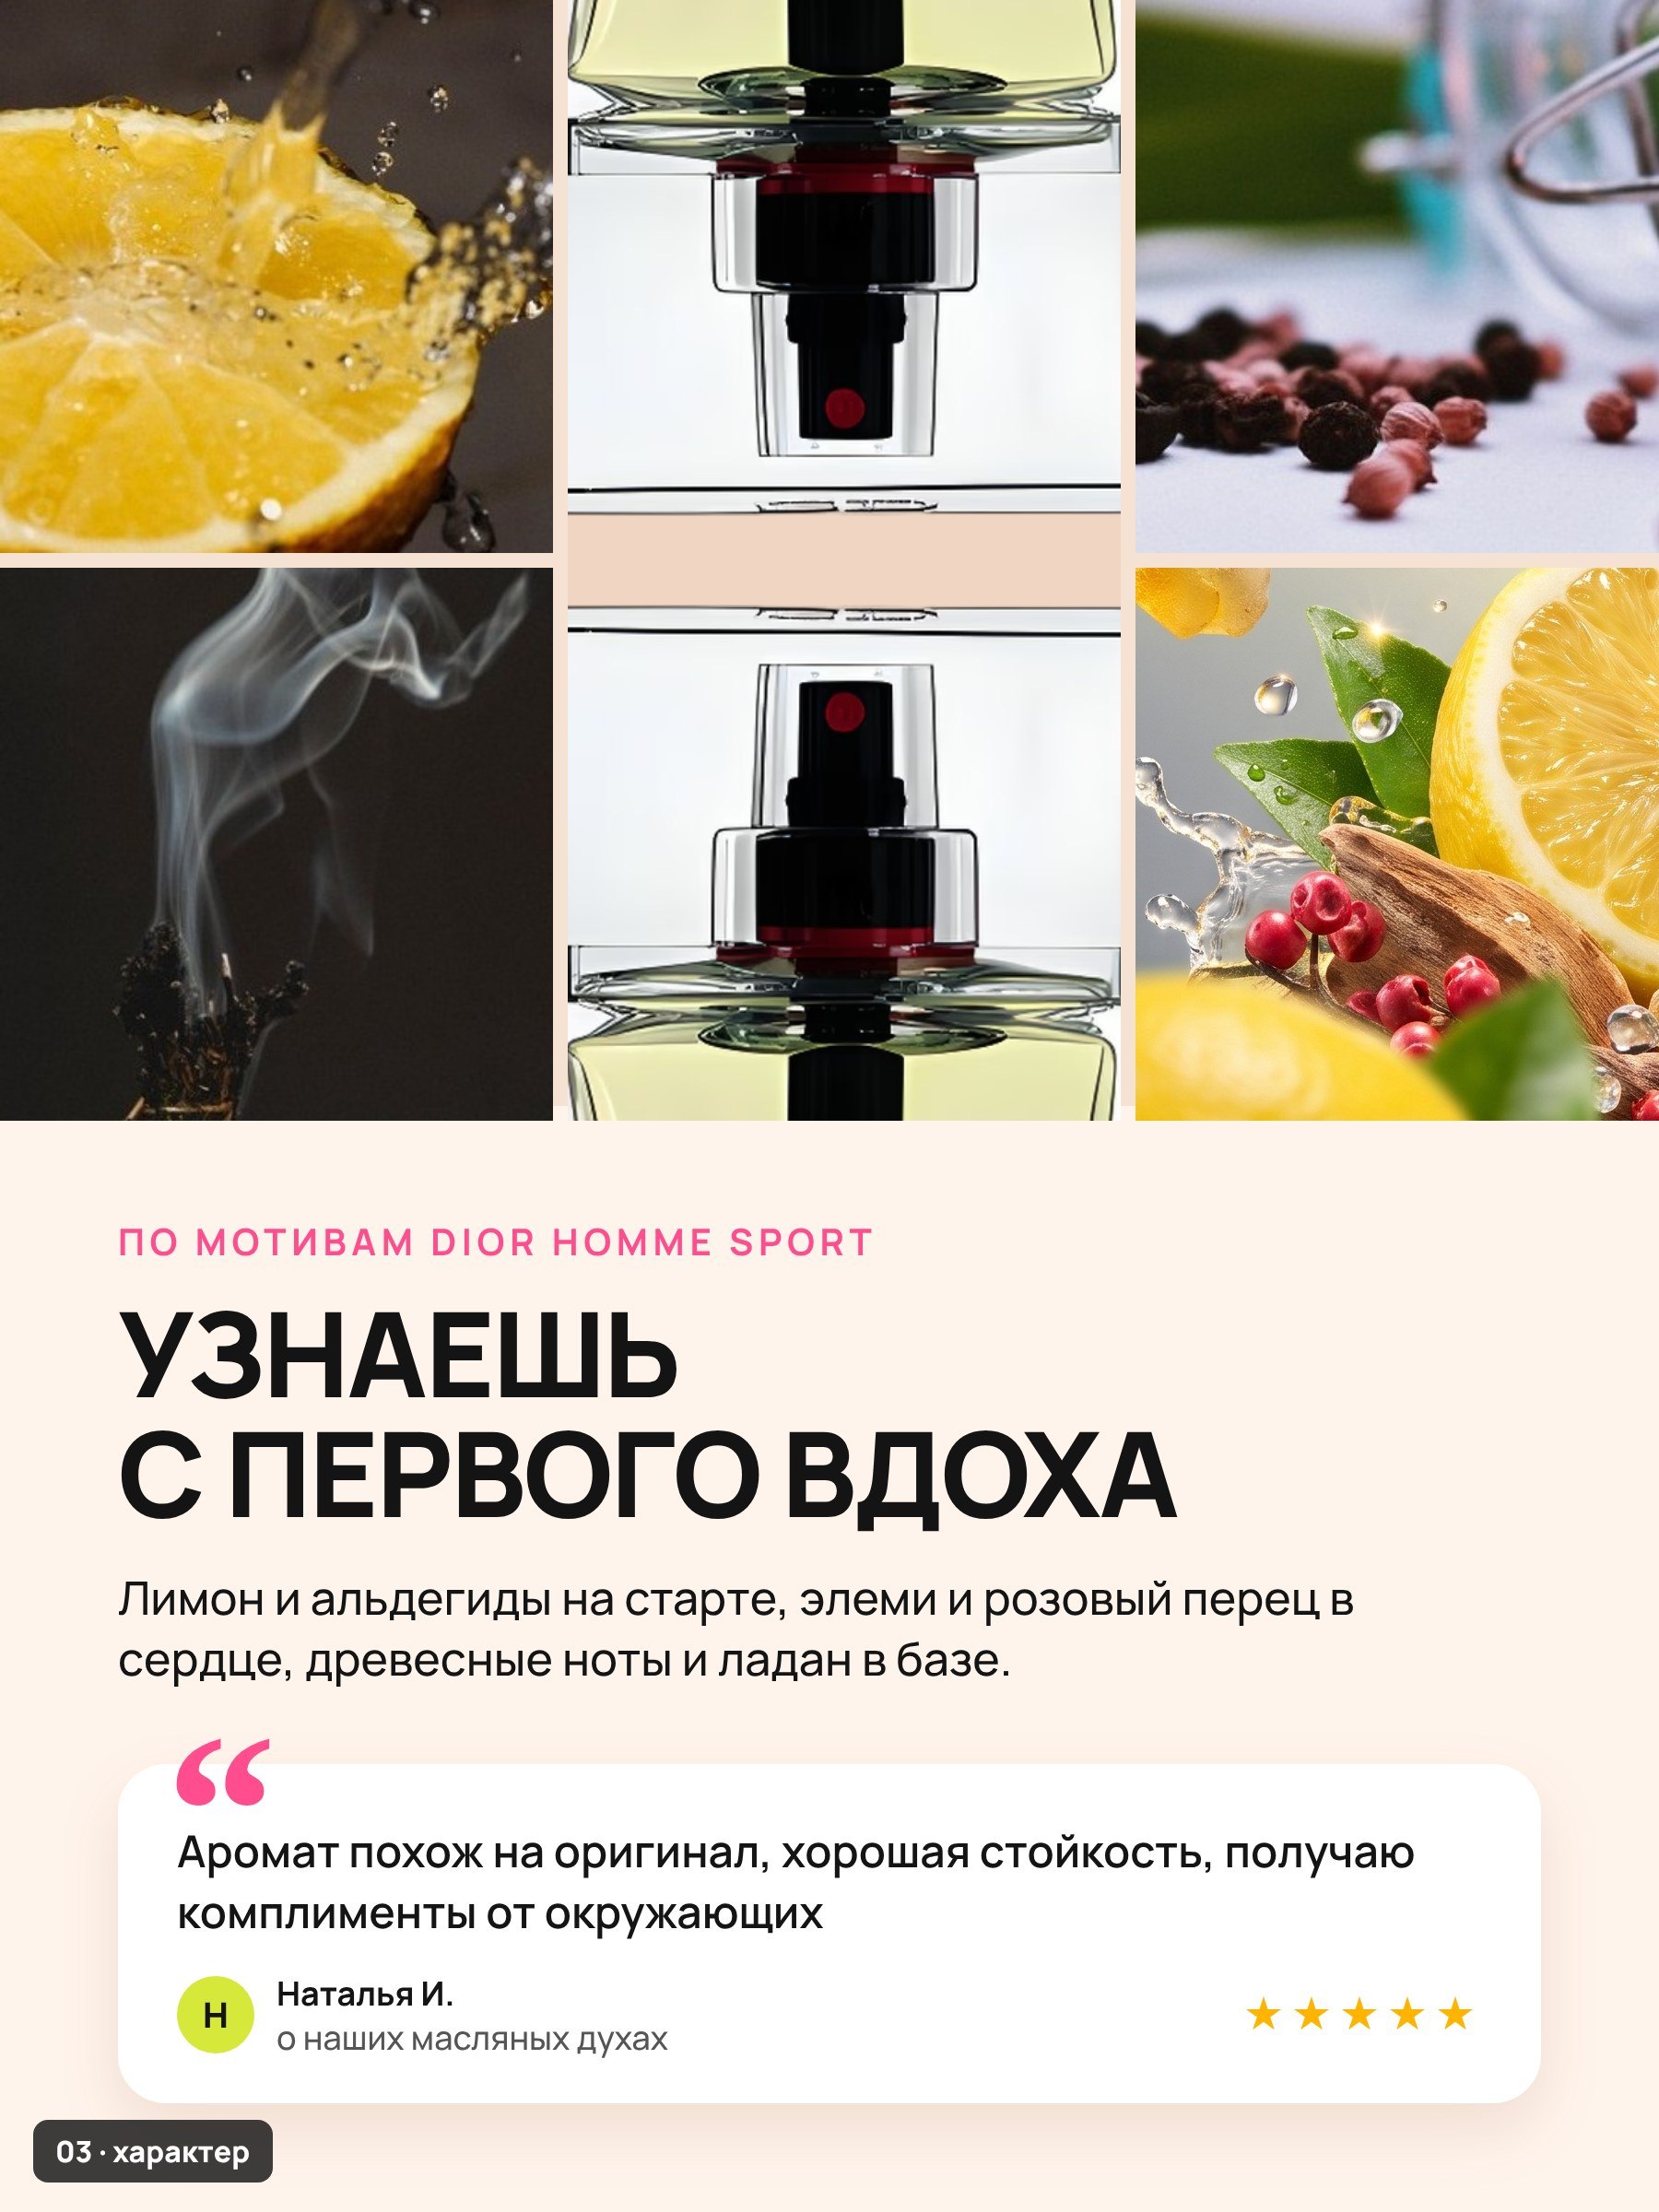 ПО МОТИВАМ DIOR HOMME SPORT
УЗНАЕШЬ
С ПЕРВОГО ВДОХА
Лимон и альдегиды на старте, элеми и розовый перец в
сердце, древесные ноты и ладан в базе.
“
Аромат похож на оригинал, хорошая стойкость, получаю
комплименты от окружающих
Н
Наталья И.
о наших масляных духах
★★★★★
03 · характер